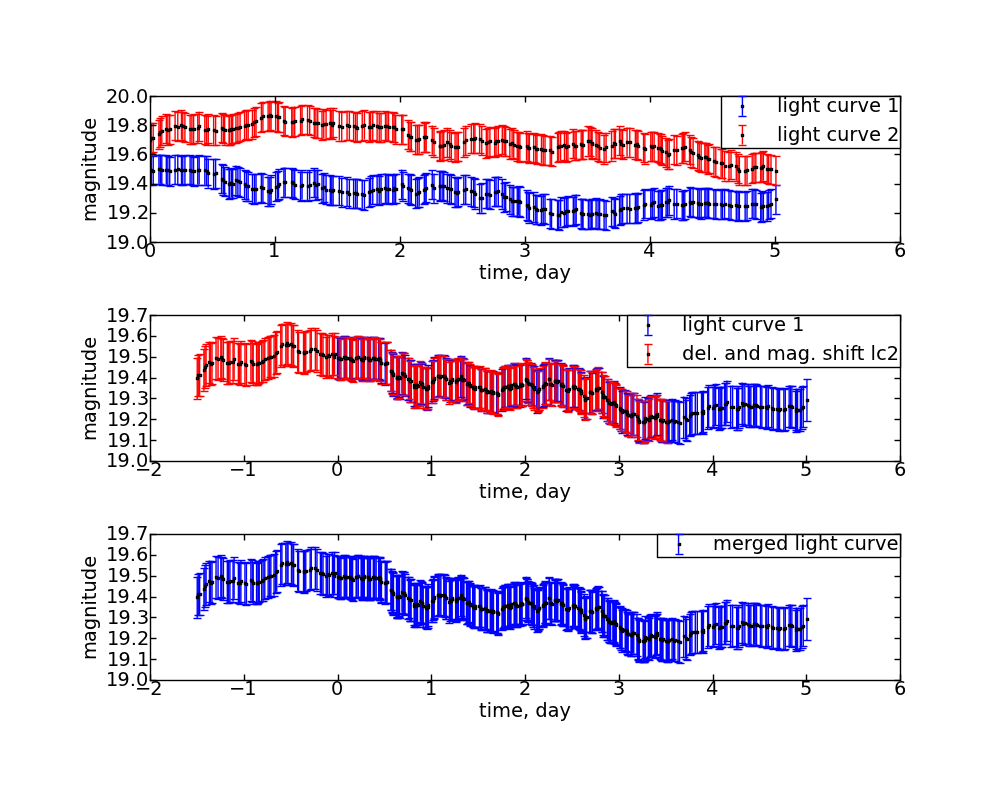 20.0
19.8
19.6
19.4
19.2
19.0
magnitude
light curve 1
light curve 2
0 1 2 3 4 5 6
time, day
19.7
19.6
19.5
19.4
19.3
19.2
19.1
19.0
magnitude
light curve 1
del. and mag. shift lc2
−2 −1 0 1 2 3 4 5 6
time, day
19.7
19.6
19.5
19.4
19.3
19.2
19.1
19.0
magnitude
merged light curve
−2 −1 0 1 2 3 4 5 6
time, day